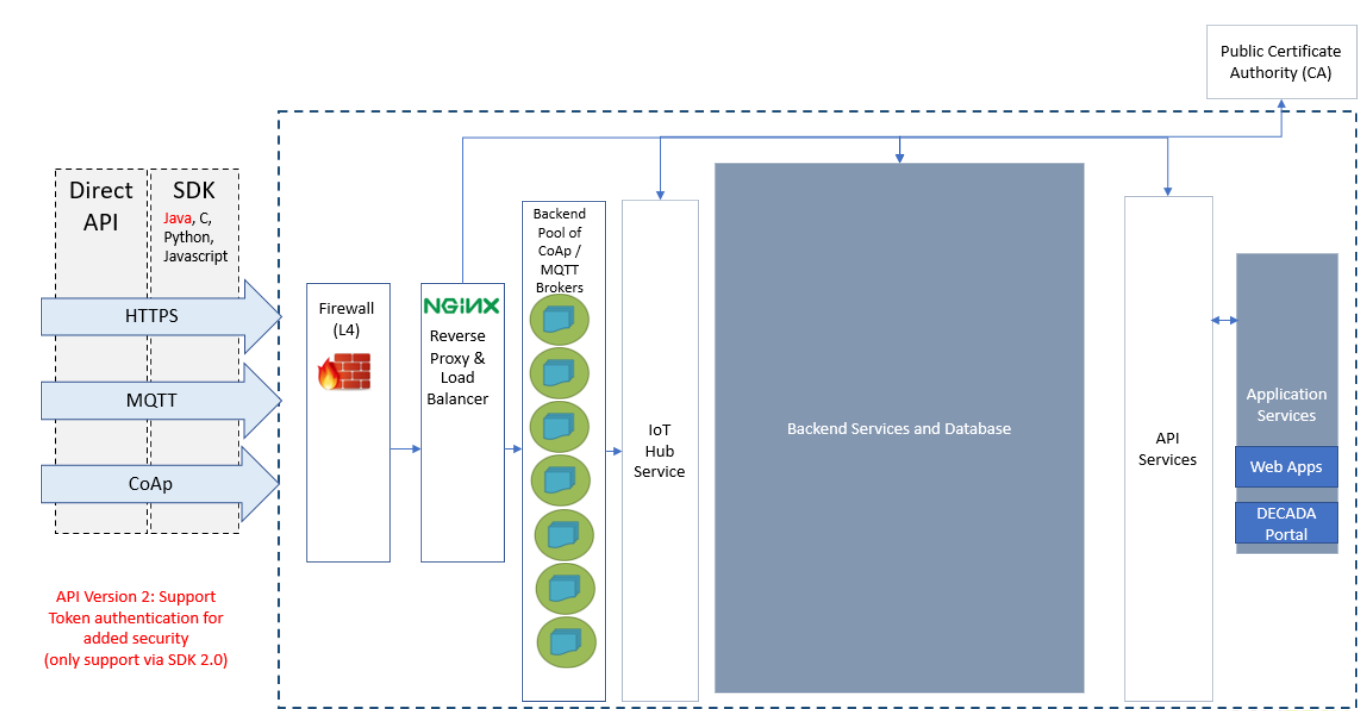 Public Certificate
Authority (CA)
Direct
API
SDK
Java, C,
Python,
Javascript
HTTPS
MQTT
CoAp
API Version 2: Support
Token authentication for
added security
(only support via SDK 2.0)
Firewall
(L4)
NGINX
Reverse
Proxy &
Load
Balancer
Backend
Pool of
CoAp /
MQTT
Brokers
IoT
Hub
Service
Backend Services and Database
API
Services
Application
Services
Web Apps
DECADA
Portal